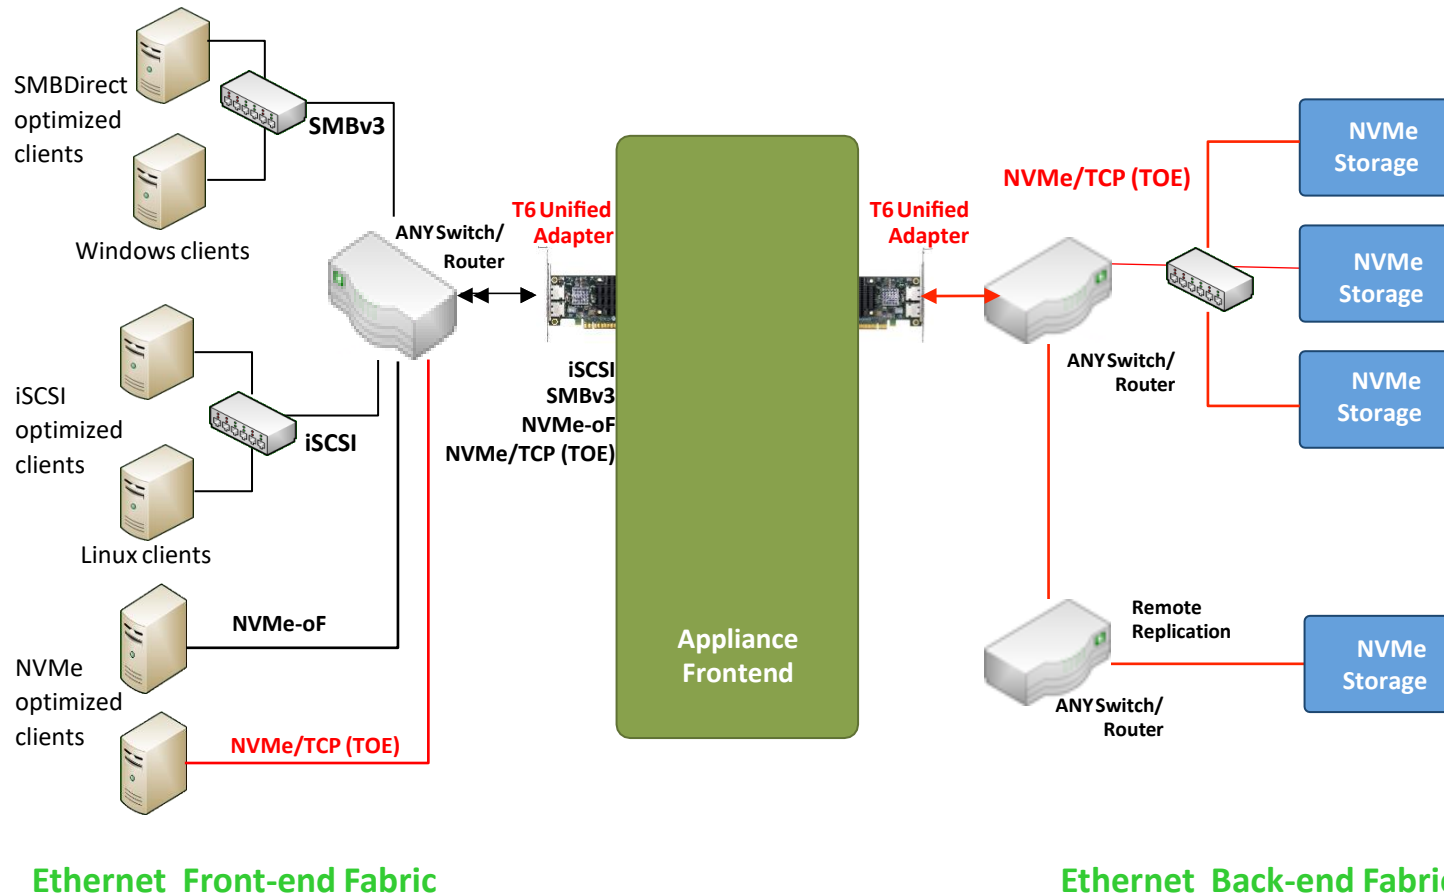 SMBDirect
optimized
clients
SMBv3
Windows clients
ANY Switch/
Router
T6 Unified
Adapter
iSCSI
optimized
clients
iSCSI
Linux clients
NVMe-oF
NVMe
optimized
clients
NVMe/TCP (TOE)
iSCSI
SMBv3
NVMe-oF
NVMe/TCP (TOE)
Appliance
Frontend
T6 Unified
Adapter
NVMe/TCP (TOE)
ANY Switch/
Router
NVMe
Storage
NVMe
Storage
NVMe
Storage
Remote
Replication
ANY Switch/
Router
NVMe
Storage
Ethernet Front-end Fabric
Ethernet Back-end Fabric